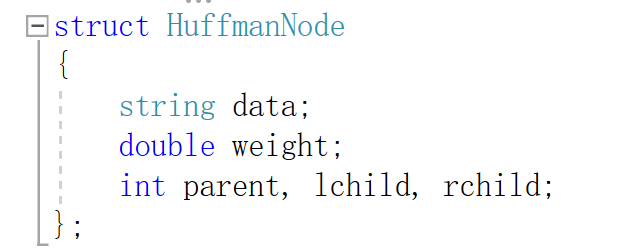 struct HuffmanNode
{
string data;
double weight;
int parent, lchild, rchild;
};